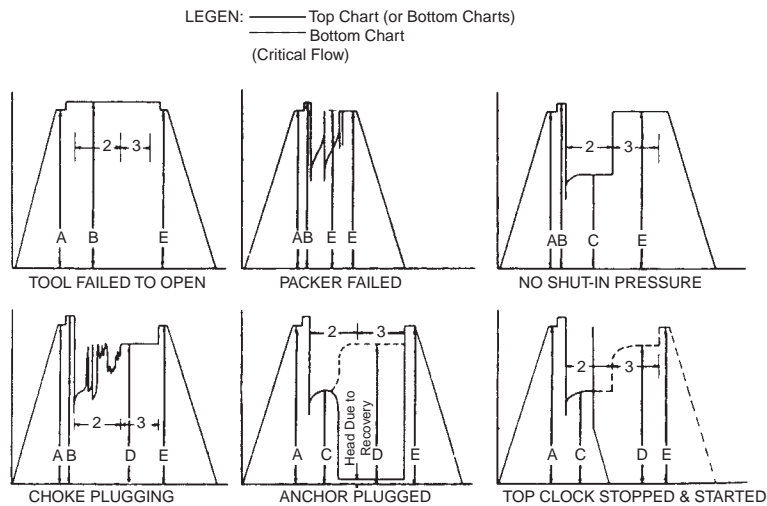 LEGEN: Top Chart (or Bottom Charts)
Bottom Chart
(Critical Flow)
2 3
A B E
TOOL FAILED TO OPEN
A B E E
PACKER FAILED
2 3
A B C E
NO SHUT-IN PRESSURE
2 3
A B D E
CHOKE PLUGGING
2 3
Head Due to
Recovery
A C D E
ANCHOR PLUGGED
2 3
A C D E
TOP CLOCK STOPPED & STARTED